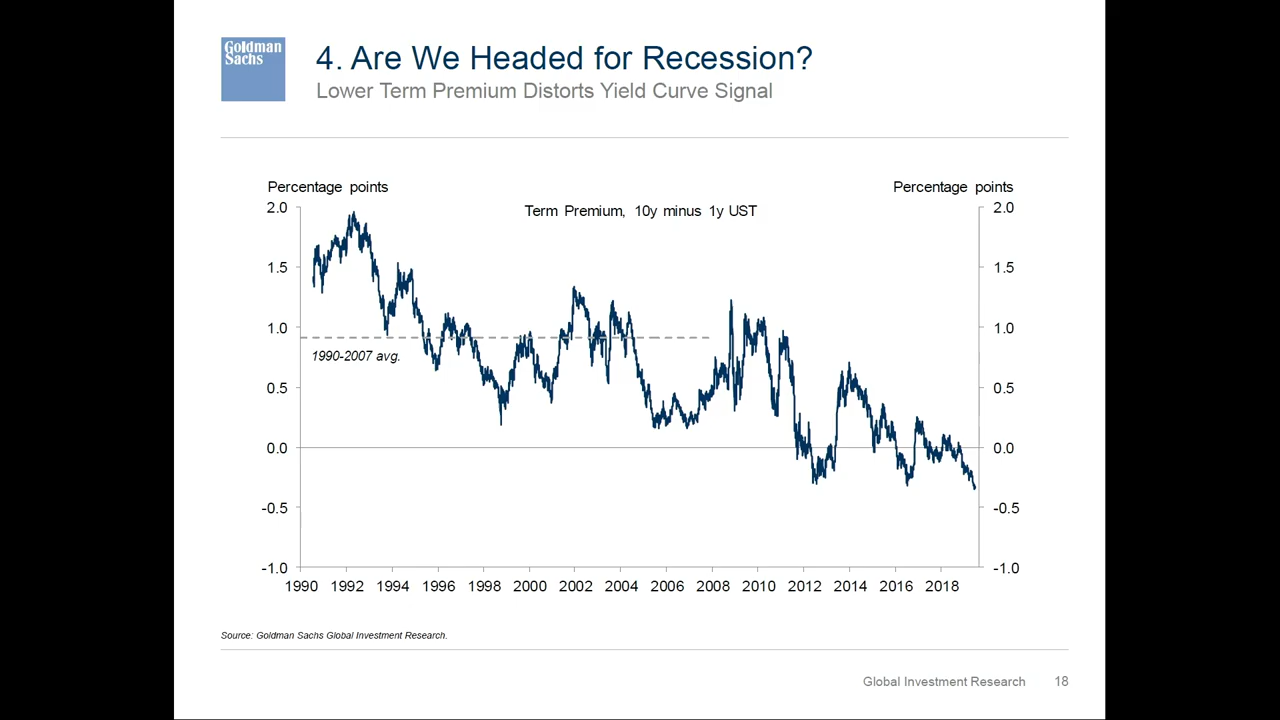 Goldman
Sachs
4. Are We Headed for Recession?
Lower Term Premium Distorts Yield Curve Signal
Percentage points
Percentage points
Term Premium, 10y minus 1y UST
2.0
1.5
1.0
0.5
0.0
-0.5
-1.0
1990-2007 avg.
2.0
1.5
1.0
0.5
0.0
-0.5
-1.0
1990 1992 1994 1996 1998 2000 2002 2004 2006 2008 2010 2012 2014 2016 2018
Source: Goldman Sachs Global Investment Research.
Global Investment Research 18